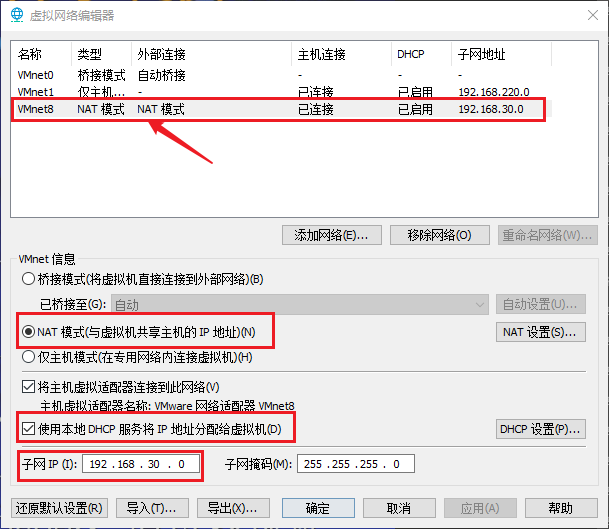 虚拟网络编辑器
名称 类型 外部连接 主机连接 DHCP 子网地址
VMnet0 桥接模式 自动桥接 - - -
VMnet1 仅主机... - 已连接 已启用 192.168.220.0
VMnet8 NAT 模式 NAT 模式 已连接 已启用 192.168.30.0
添加网络(E)... 移除网络(O) 重命名网络(W)...
VMnet 信息
桥接模式(将虚拟机直接连接到外部网络)(B)
已桥接至(G): 自动 自动设置(U)...
NAT 模式(与虚拟机共享主机的 IP 地址)(N) NAT 设置(S)...
仅主机模式(在专用网络内连接虚拟机)(H)
将主机虚拟适配器连接到此网络(V)
主机虚拟适配器名称: VMware 网络适配器 VMnet8
使用本地 DHCP 服务将 IP 地址分配给虚拟机(D) DHCP 设置(P)...
子网 IP (I): 192 . 168 . 30 . 0 子网掩码(M): 255 . 255 . 255 . 0
还原默认设置(R) 导入(T)... 导出(X)... 确定 取消 应用(A) 帮助